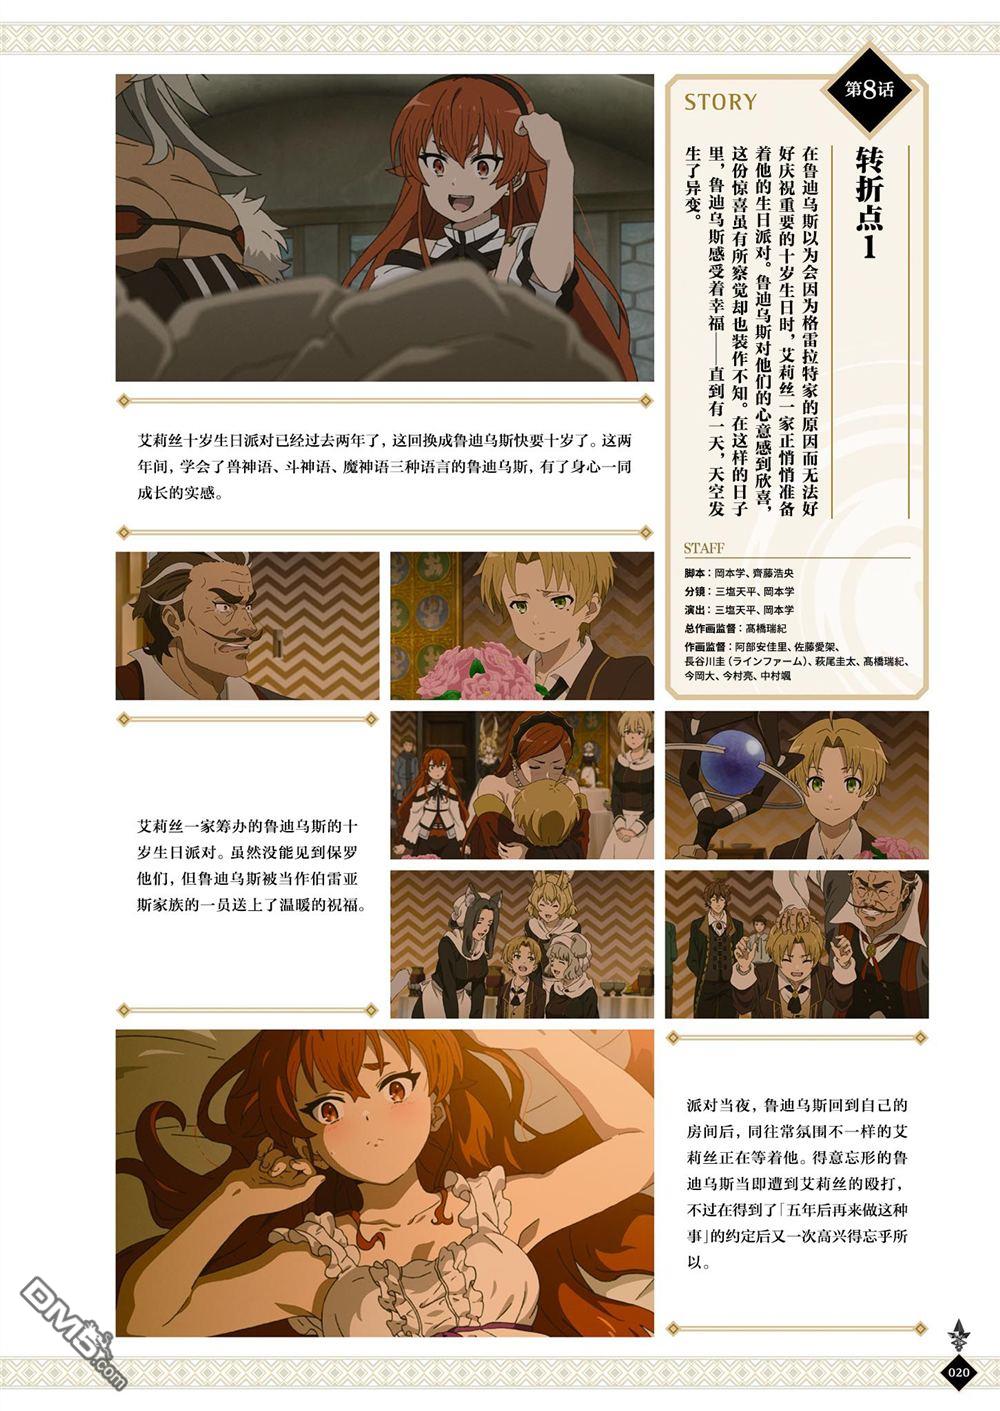 第8话
STORY
转折点1
在鲁迪乌斯以为会因为格雷拉特家的原因而无法好
好庆祝重要的十岁生日时，艾莉丝一家正悄悄准备
着他的生日派对。鲁迪乌斯对他们的心意感到欣喜，
这份惊喜虽有所察觉却也装作不知。在这样的日子
里，鲁迪乌斯感受着幸福——直到有一天，天空发
生了异变。
STAFF
脚本：岡本学、齊藤浩央
分镜：三塩天平、岡本学
演出：三塩天平、岡本学
总作画监督：髙橋瑞紀
作画监督：阿部安佳里、佐藤愛架、
長谷川圭（ラインファーム）、萩尾圭太、髙橋瑞紀、
今岡大、今村亮、中村颯
艾莉丝十岁生日派对已经过去两年了，这回换成鲁迪乌斯快要十岁了。这两
年间，学会了兽神语、斗神语、魔神语三种语言的鲁迪乌斯，有了身心一同
成长的实感。
艾莉丝一家筹办的鲁迪乌斯的十
岁生日派对。虽然没能见到保罗
他们，但鲁迪乌斯被当作伯雷亚
斯家族的一员送上了温暖的祝福。
派对当夜，鲁迪乌斯回到自己的
房间后，同往常氛围不一样的艾
莉丝正在等着他。得意忘形的鲁
迪乌斯当即遭到艾莉丝的殴打，
不过在得到了「五年后再来做这种
事」的约定后又一次高兴得忘乎所
以。
DM5.com
020